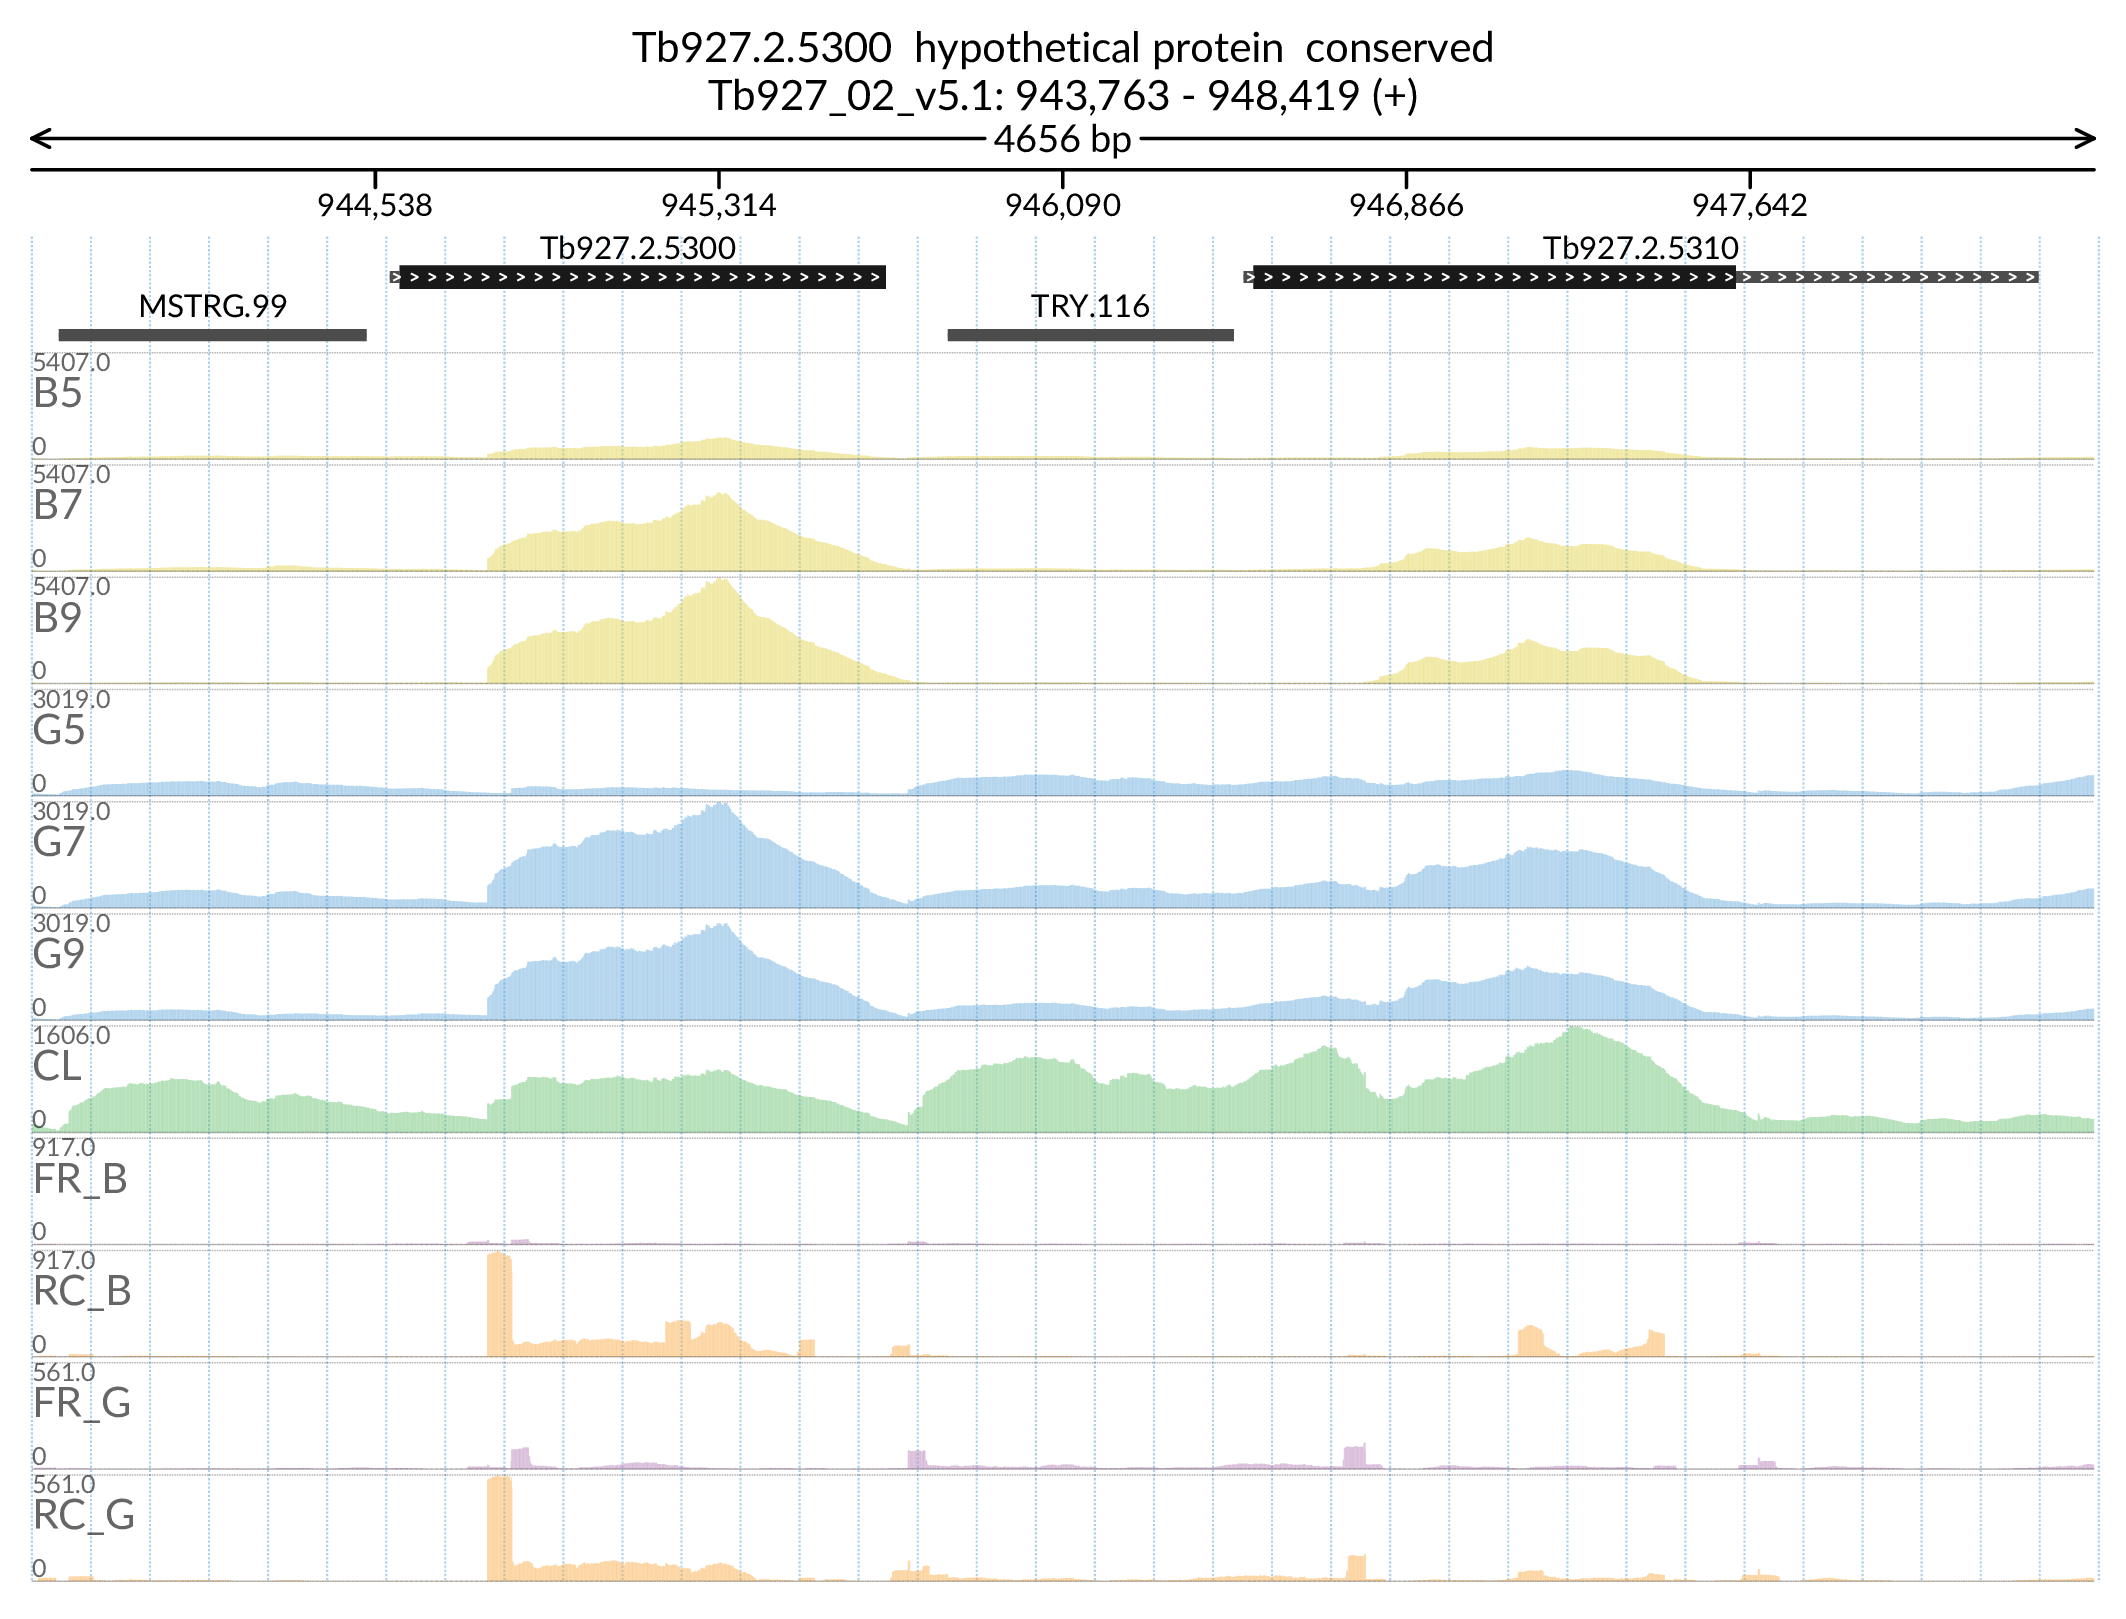 Tb927.2.5300 hypothetical protein conserved
Tb927_02_v5.1: 943,763 - 948,419 (+)
4656 bp
944,538 945,314 946,090 946,866 947,642
Tb927.2.5300 Tb927.2.5310
MSTRG.99 TRY.116
5407.0
B5
0
5407.0
B7
0
5407.0
B9
0
3019.0
G5
0
3019.0
G7
0
3019.0
G9
0
1606.0
CL
0
917.0
FR_B
0
917.0
RC_B
0
561.0
FR_G
0
561.0
RC_G
0